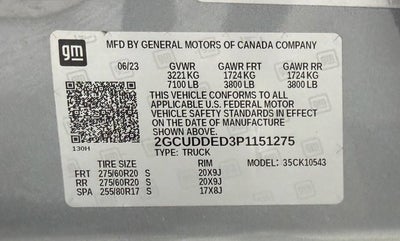 gm
MFD BY GENERAL MOTORS OF CANADA COMPANY
06/23 GVWR GAWR FRT GAWR RR
3221 KG 1724 KG 1724 KG
7100 LB 3800 LB 3800 LB
THIS VEHICLE CONFORMS TO ALL
APPLICABLE U.S. FEDERAL MOTOR
VEHICLE SAFETY STANDARDS IN EFFECT
ON THE DATE OF MANUFACTURE SHOWN ABOVE.
2GCUDDED3P1151275
130H TYPE: TRUCK MODEL: 35CK10543
TIRE SIZE RIM
FRT 275/60R20 S 20X9J
RR 275/60R20 S 20X9J
SPA 255/80R17 S 17X8J